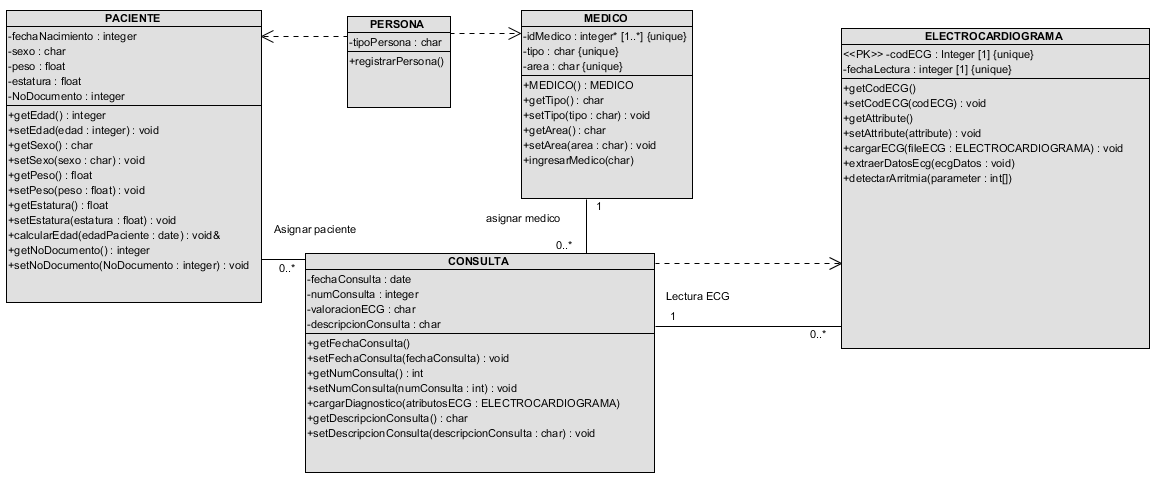 PACIENTE
-fechaNacimiento : integer
-sexo : char
-peso : float
-estatura : float
-NoDocumento : integer
+getEdad() : integer
+setEdad(edad : integer) : void
+getSexo() : char
+setSexo(sexo : char) : void
+getPeso() : float
+setPeso(peso : float) : void
+getEstatura() : float
+setEstatura(estatura : float) : void
+calcularEdad(edadPaciente : date) : void&
+getNoDocumento() : integer
+setNoDocumento(NoDocumento : integer) : void
PERSONA
-tipoPersona : char
+registrarPersona()
MEDICO
-idMedico : integer* [1..*] {unique}
-tipo : char {unique}
-area : char {unique}
+MEDICO() : MEDICO
+getTipo() : char
+setTipo(tipo : char) : void
+getArea() : char
+setArea(area : char) : void
+ingresarMedico(char)
ELECTROCARDIOGRAMA
<<PK>> -codECG : Integer [1] {unique}
-fechaLectura : integer [1] {unique}
+getCodECG()
+setCodECG(codECG) : void
+getAttribute()
+setAttribute(attribute) : void
+cargarECG(fileECG : ELECTROCARDIOGRAMA) : void
+extraerDatosEcg(ecgDatos : void)
+detectarArritmia(parameter : int[])
1
asignar medico
0..*
Asignar paciente
0..*
CONSULTA
-fechaConsulta : date
-numConsulta : integer
-valoracionECG : char
-descripcionConsulta : char
+getFechaConsulta()
+setFechaConsulta(fechaConsulta) : void
+getNumConsulta() : int
+setNumConsulta(numConsulta : int) : void
+cargarDiagnostico(atributosECG : ELECTROCARDIOGRAMA)
+getDescripcionConsulta() : char
+setDescripcionConsulta(descripcionConsulta : char) : void
Lectura ECG
1
0..*